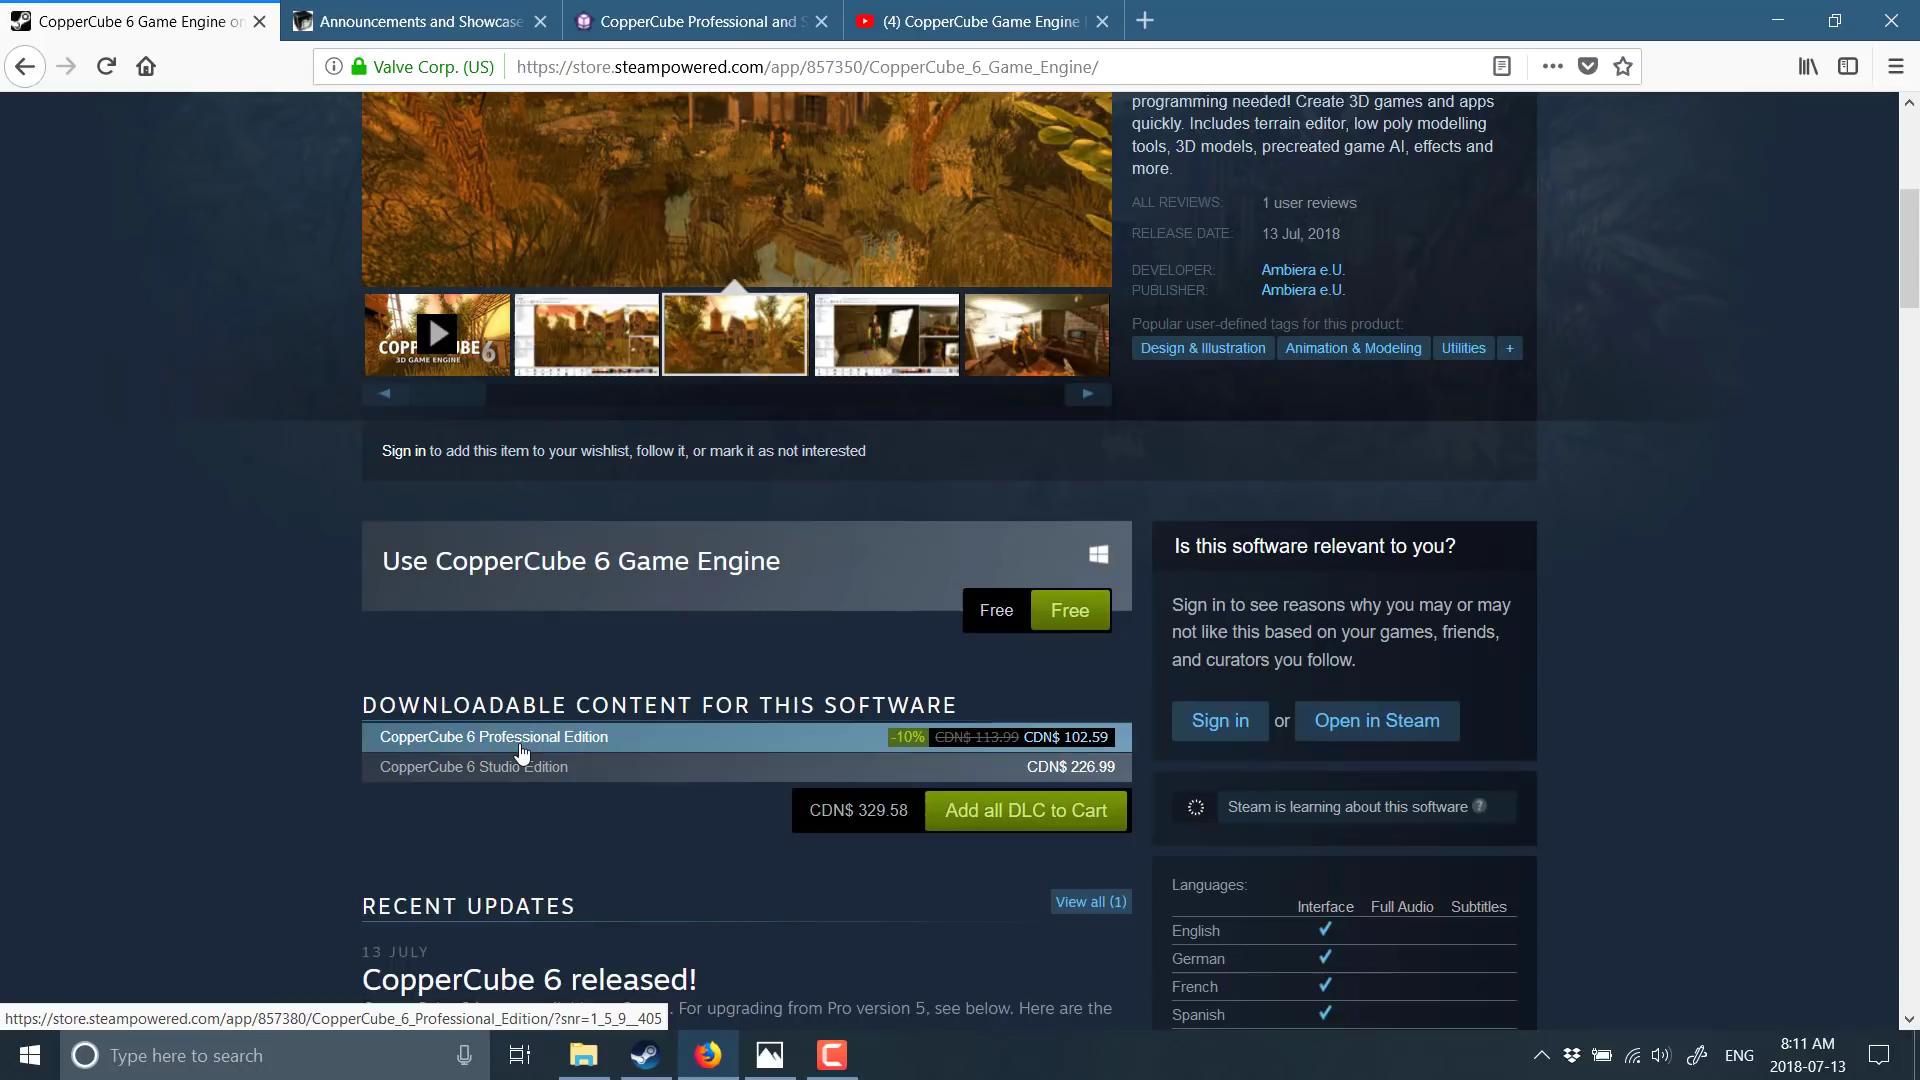 CopperCube 6 Game Engine on
Announcements and Showcase
CopperCube Professional and S
(4) CopperCube Game Engine
Valve Corp. (US)
https://store.steampowered.com/app/857350/CopperCube_6_Game_Engine/
programming needed! Create 3D games and apps
quickly. Includes terrain editor, low poly modelling
tools, 3D models, precreated game AI, effects and
more.
ALL REVIEWS: 1 user reviews
RELEASE DATE: 13 Jul, 2018
DEVELOPER: Ambiera e.U.
PUBLISHER: Ambiera e.U.
Popular user-defined tags for this product:
Design & Illustration Animation & Modeling Utilities +
3D GAME ENGINE
Sign in to add this item to your wishlist, follow it, or mark it as not interested
Use CopperCube 6 Game Engine
Free Free
DOWNLOADABLE CONTENT FOR THIS SOFTWARE
CopperCube 6 Professional Edition -10% CDN$ 113.99 CDN$ 102.59
CopperCube 6 Studio Edition CDN$ 226.99
CDN$ 329.58 Add all DLC to Cart
RECENT UPDATES
View all (1)
13 JULY
CopperCube 6 released!
For upgrading from Pro version 5, see below. Here are the
Is this software relevant to you?
Sign in to see reasons why you may or may
not like this based on your games, friends,
and curators you follow.
Sign in or Open in Steam
Steam is learning about this software ?
Languages:
Interface Full Audio Subtitles
English
German
French
Spanish
https://store.steampowered.com/app/857380/CopperCube_6_Professional_Edition/?snr=1_5_9__405
Type here to search
ENG
8:11 AM
2018-07-13